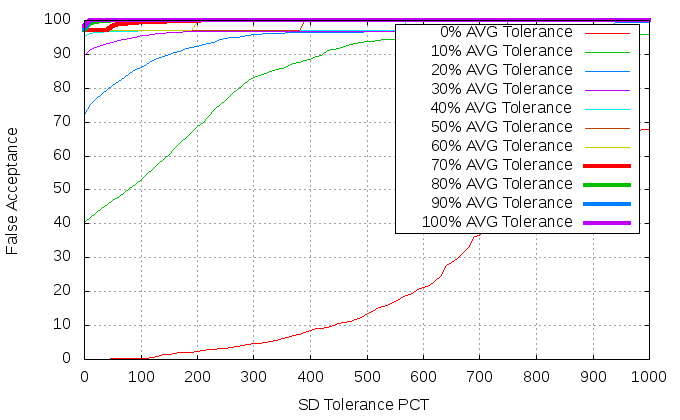 100
90
80
70
60
50
40
30
20
10
0
False Acceptance
0% AVG Tolerance
10% AVG Tolerance
20% AVG Tolerance
30% AVG Tolerance
40% AVG Tolerance
50% AVG Tolerance
60% AVG Tolerance
70% AVG Tolerance
80% AVG Tolerance
90% AVG Tolerance
100% AVG Tolerance
0 100 200 300 400 500 600 700 800 900 1000
SD Tolerance PCT